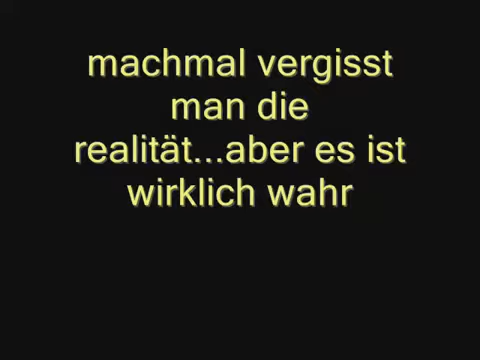 machmal vergisst
man die
realität...aber es ist
wirklich wahr